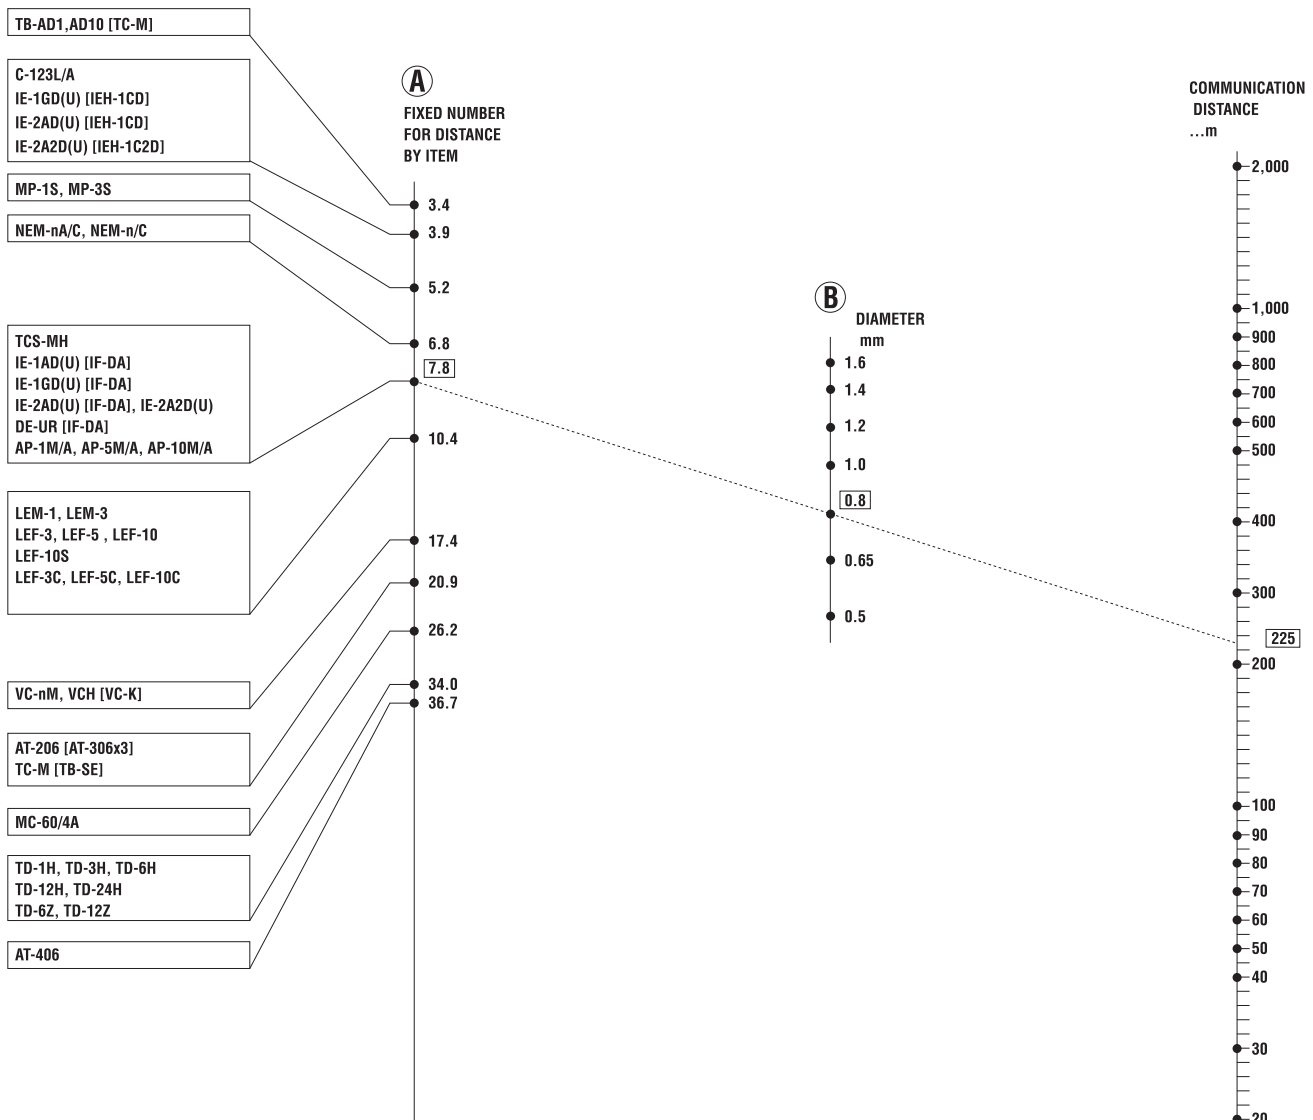 TB-AD1,AD10 [TC-M]
C-123L/A
IE-1GD(U) [IEH-1CD]
IE-2AD(U) [IEH-1CD]
IE-2A2D(U) [IEH-1C2D]
MP-1S, MP-3S
NEM-nA/C, NEM-n/C
TCS-MH
IE-1AD(U) [IF-DA]
IE-1GD(U) [IF-DA]
IE-2AD(U) [IF-DA], IE-2A2D(U)
DE-UR [IF-DA]
AP-1M/A, AP-5M/A, AP-10M/A
LEM-1, LEM-3
LEF-3, LEF-5 , LEF-10
LEF-10S
LEF-3C, LEF-5C, LEF-10C
VC-nM, VCH [VC-K]
AT-206 [AT-306x3]
TC-M [TB-SE]
MC-60/4A
TD-1H, TD-3H, TD-6H
TD-12H, TD-24H
TD-6Z, TD-12Z
AT-406
A
FIXED NUMBER
FOR DISTANCE
BY ITEM
3.4
3.9
5.2
6.8
7.8
10.4
17.4
20.9
26.2
34.0
36.7
B
DIAMETER
mm
1.6
1.4
1.2
1.0
0.8
0.65
0.5
COMMUNICATION
DISTANCE
...m
2,000
1,000
900
800
700
600
500
400
300
225
200
100
90
80
70
60
50
40
30
20